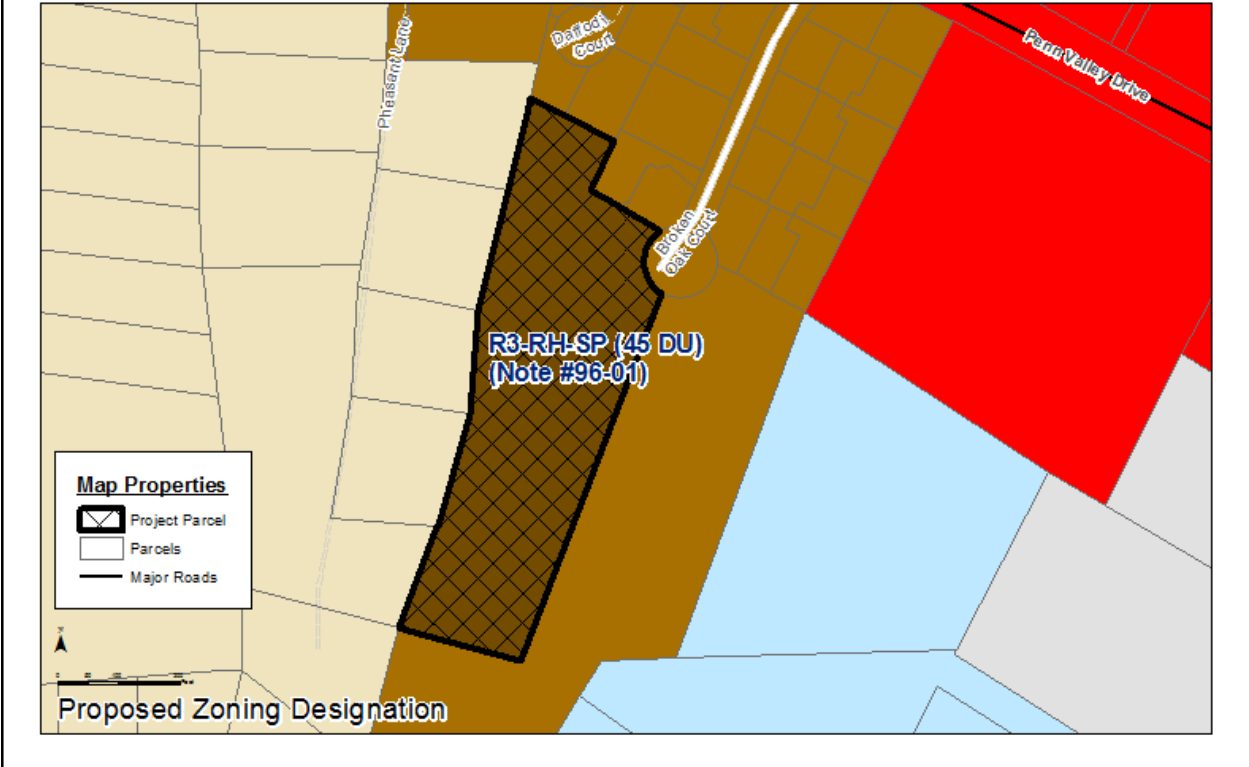 Daffodil
Court
Pheasant Lane
Penn Valley Drive
Broken
Oak Court
R3-RH-SP (45 DU)
(Note #96-01)
Map Properties
Project Parcel
Parcels
Major Roads
Proposed Zoning Designation